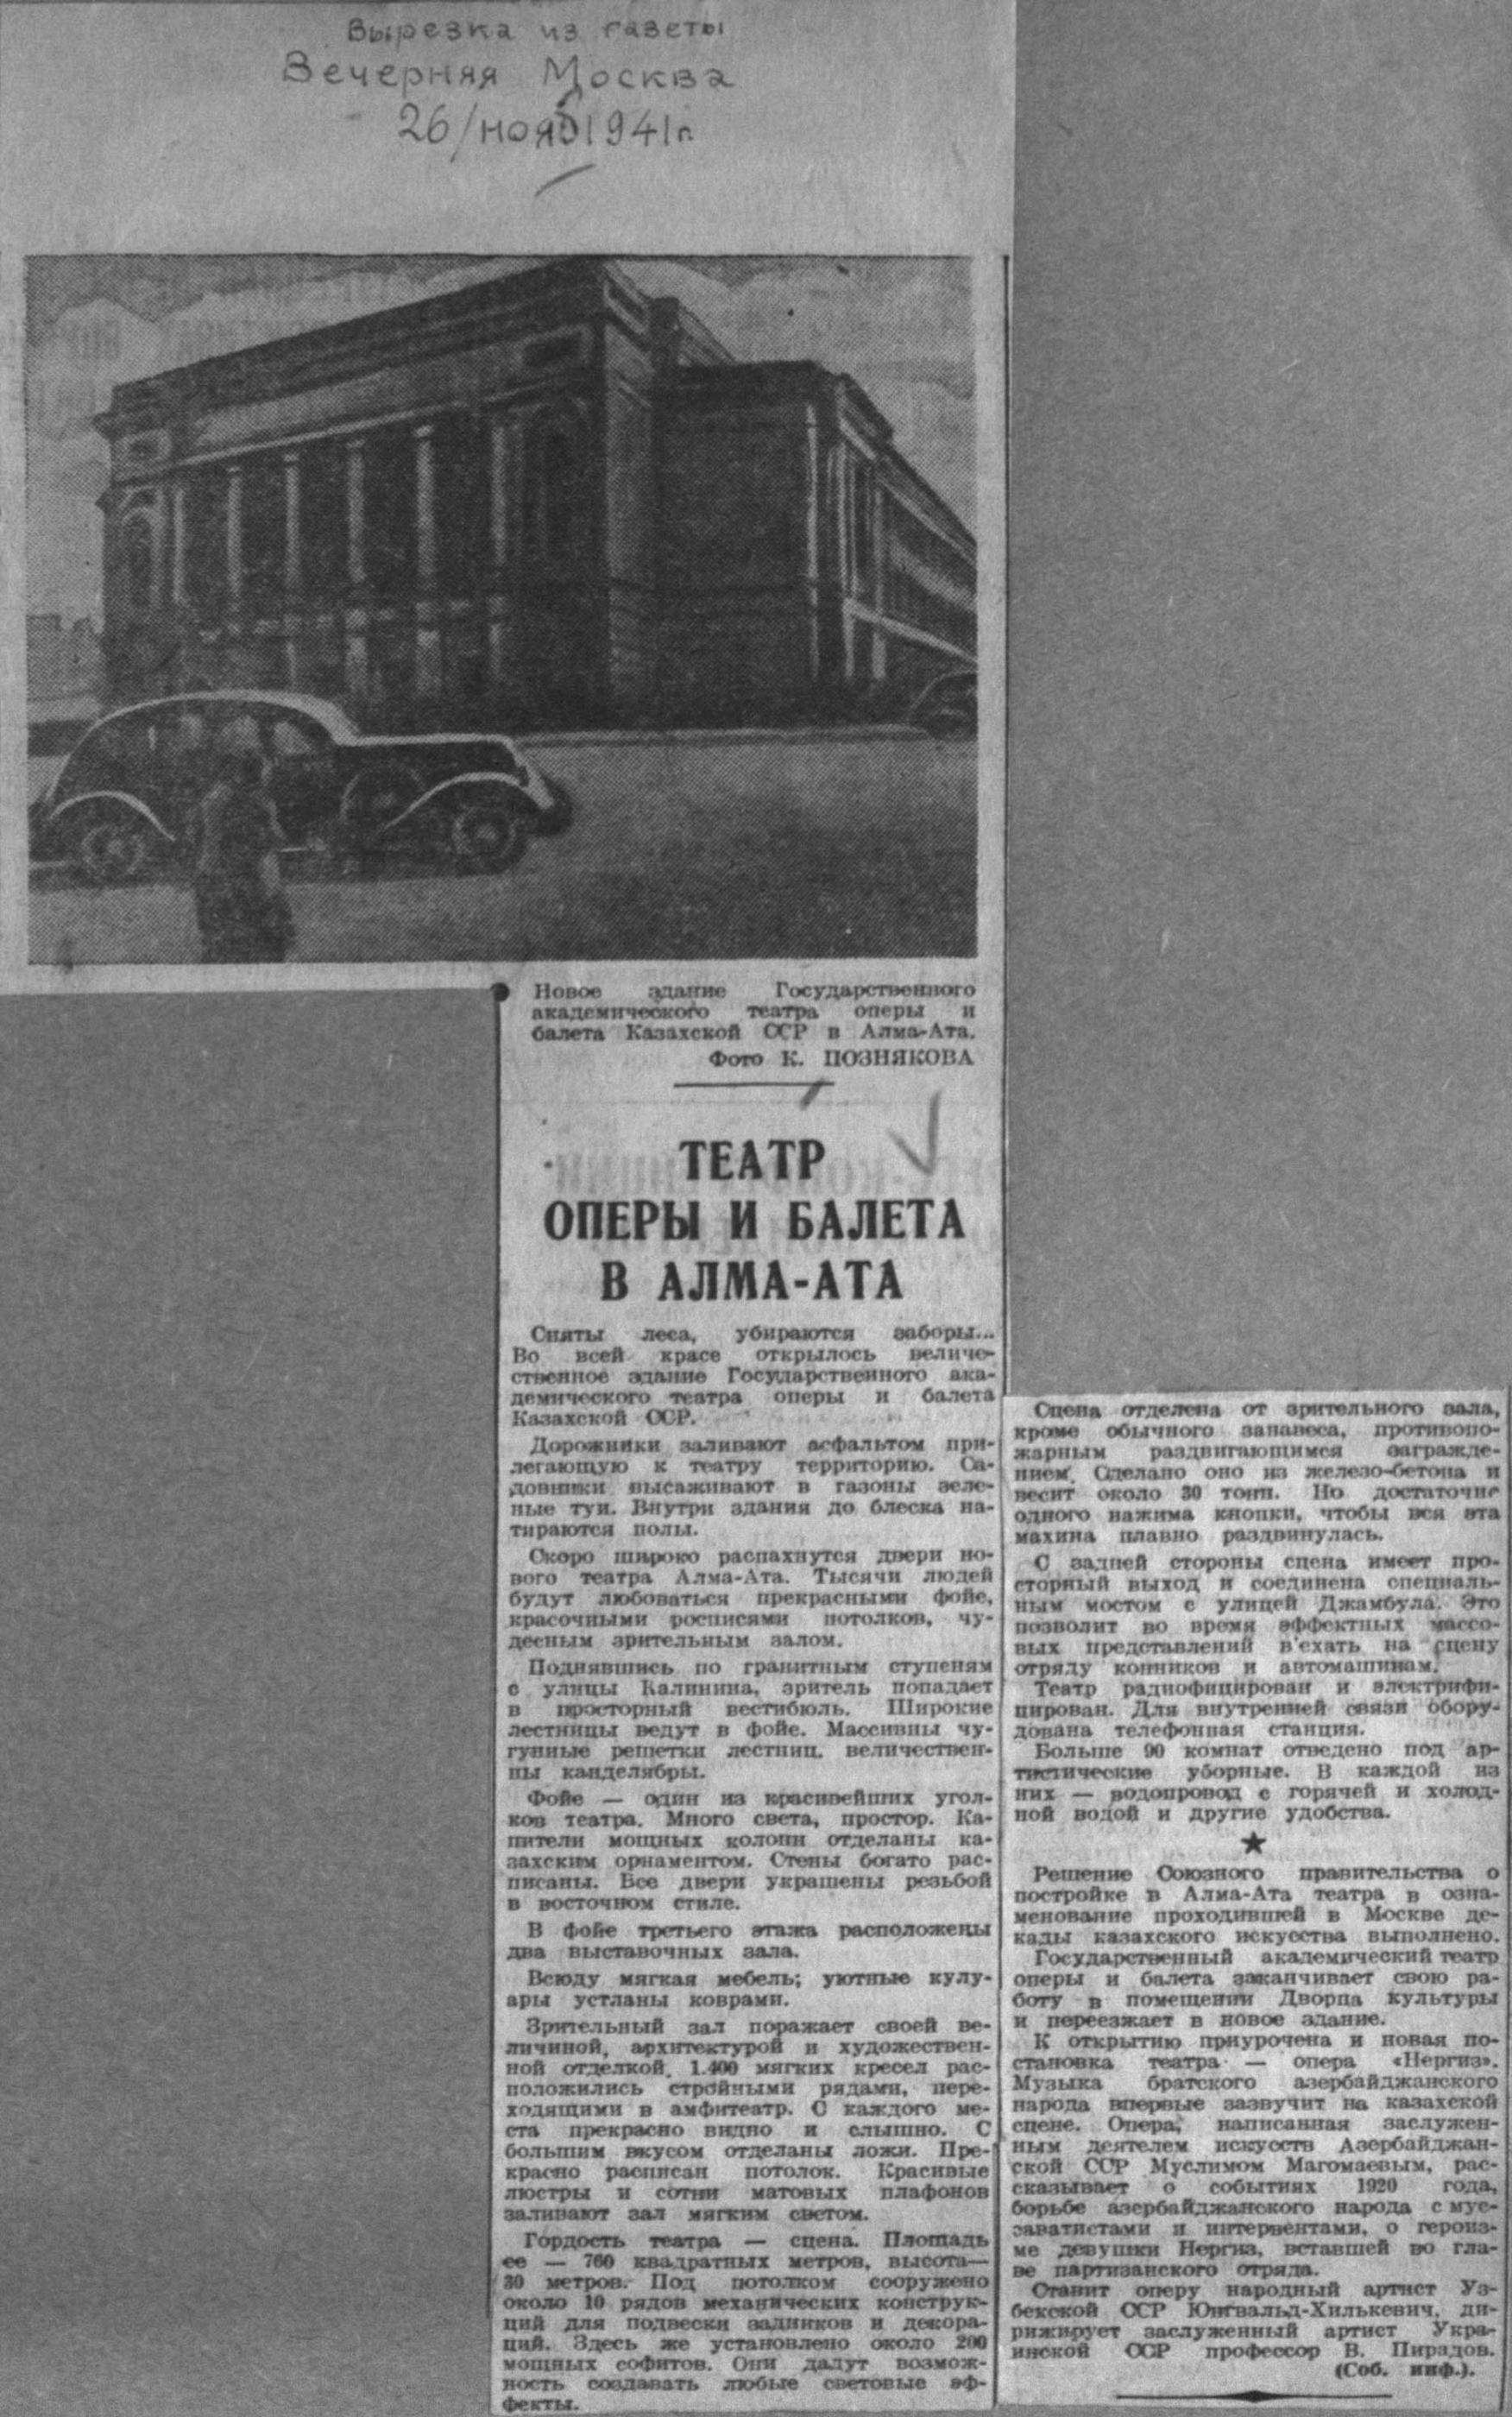 Вырезка из газеты
Вечерняя Москва
26/нояб 1941г.
Новое здание Государственного
академического театра оперы и
балета Казахской ССР в Алма-Ата.
Фото К. ПОЗНЯКОВА
ТЕАТР
ОПЕРЫ И БАЛЕТА
В АЛМА-АТА
Сняты леса, убираются заборы...
Во всей красе открылось величе-
ственное здание Государственного ака-
демического театра оперы и балета
Казахской ССР.
Дорожники заливают асфальтом при-
легающую к театру территорию. Са-
довники высаживают в газоны зеле-
ные туи. Внутри здания до блеска на-
тираются полы.
Скоро широко распахнутся двери но-
вого театра Алма-Ата. Тысячи людей
будут любоваться прекрасными фойе,
красочными росписями потолков, чу-
десным зрительным залом.
Поднявшись по гранитным ступеням
с улицы Калинина, зритель попадает
в просторный вестибюль. Широкие
лестницы ведут в фойе. Массивны чу-
гунные решетки лестниц, величествен-
ны канделябры.
Фойе — один из красивейших угол-
ков театра. Много света, простор. Ка-
пители мощных колонн отделаны ка-
захским орнаментом. Стены богато рас-
писаны. Все двери украшены резьбой
в восточном стиле.
В фойе третьего этажа расположены
два выставочных зала.
Всюду мягкая мебель; уютные кулу-
ары устланы коврами.
Зрительный зал поражает своей ве-
личиной, архитектурой и художествен-
ной отделкой. 1.400 мягких кресел рас-
положились стройными рядами, пере-
ходящими в амфитеатр. С каждого ме-
ста прекрасно видно и слышно. С
большим вкусом отделаны ложи. Пре-
красно расписан потолок. Красивые
люстры и сотни матовых плафонов
заливают зал мягким светом.
Гордость театра — сцена. Площадь
ее — 760 квадратных метров, высота—
30 метров. Под потолком сооружено
около 10 рядов механических конструк-
ций для подвески задников и декора-
ций. Здесь же установлено около 200
мощных софитов. Они дадут возмож-
ность создавать любые световые эф-
фекты.
Сцена отделена от зрительного зала,
кроме обычного занавеса, противопо-
жарным раздвигающимся загражде-
нием. Сделано оно из железо-бетона и
весит около 30 тонн. Но достаточно
одного нажима кнопки, чтобы вся эта
махина плавно раздвинулась.
С задней стороны сцена имеет про-
сторный выход и соединена специаль-
ным мостом с улицей Джамбула. Это
позволит во время эффектных массо-
вых представлений в'ехать на сцену
отряду конников и автомашинам.
Театр радиофицирован и электрифи-
цирован. Для внутренней связи обору-
дована телефонная станция.
Больше 90 комнат отведено под ар-
тистические уборные. В каждой из
них — водопровод с горячей и холод-
ной водой и другие удобства.
★
Решение Союзного правительства о
постройке в Алма-Ата театра в озна-
менование проходившей в Москве де-
кады казахского искусства выполнено.
Государственный академический театр
оперы и балета заканчивает свою ра-
боту в помещении Дворца культуры
и переезжает в новое здание.
К открытию приурочена и новая по-
становка театра — опера «Нергиз».
Музыка братского азербайджанского
народа впервые зазвучит на казахской
сцене. Опера, написанная заслужен-
ным деятелем искусств Азербайджан-
ской ССР Муслимом Магомаевым, рас-
сказывает о событиях 1920 года,
борьбе азербайджанского народа с мус-
заватистами и интервентами, о героиз-
ме девушки Нергиз, вставшей во гла-
ве партизанского отряда.
Ставит оперу народный артист Уз-
бекской ССР Юнгвальд-Хилькевич, ди-
рижирует заслуженный артист Укра-
инской ССР профессор В. Пирадов.
(Соб. инф.).